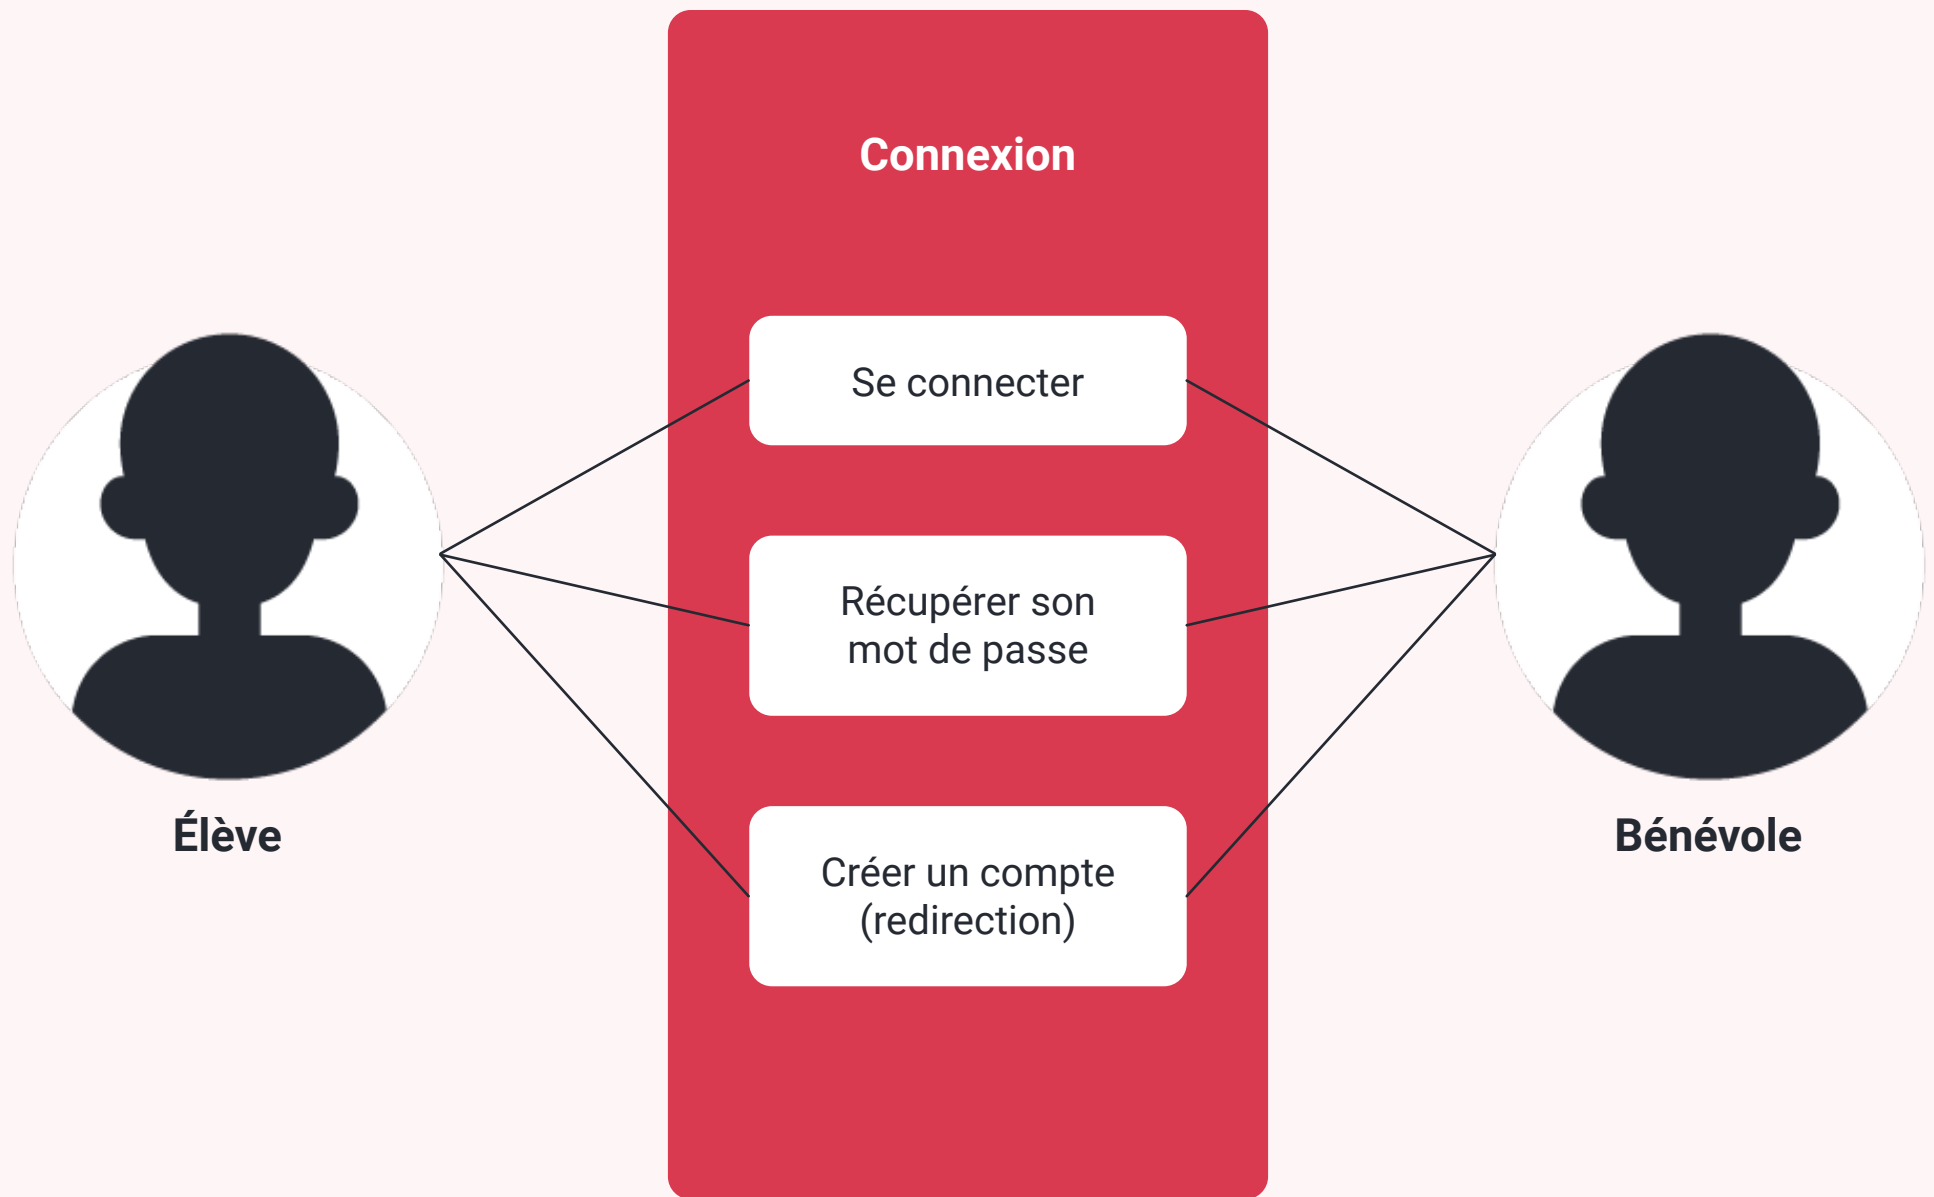 Connexion
Se connecter
Récupérer son
mot de passe
Créer un compte
(redirection)
Élève
Bénévole